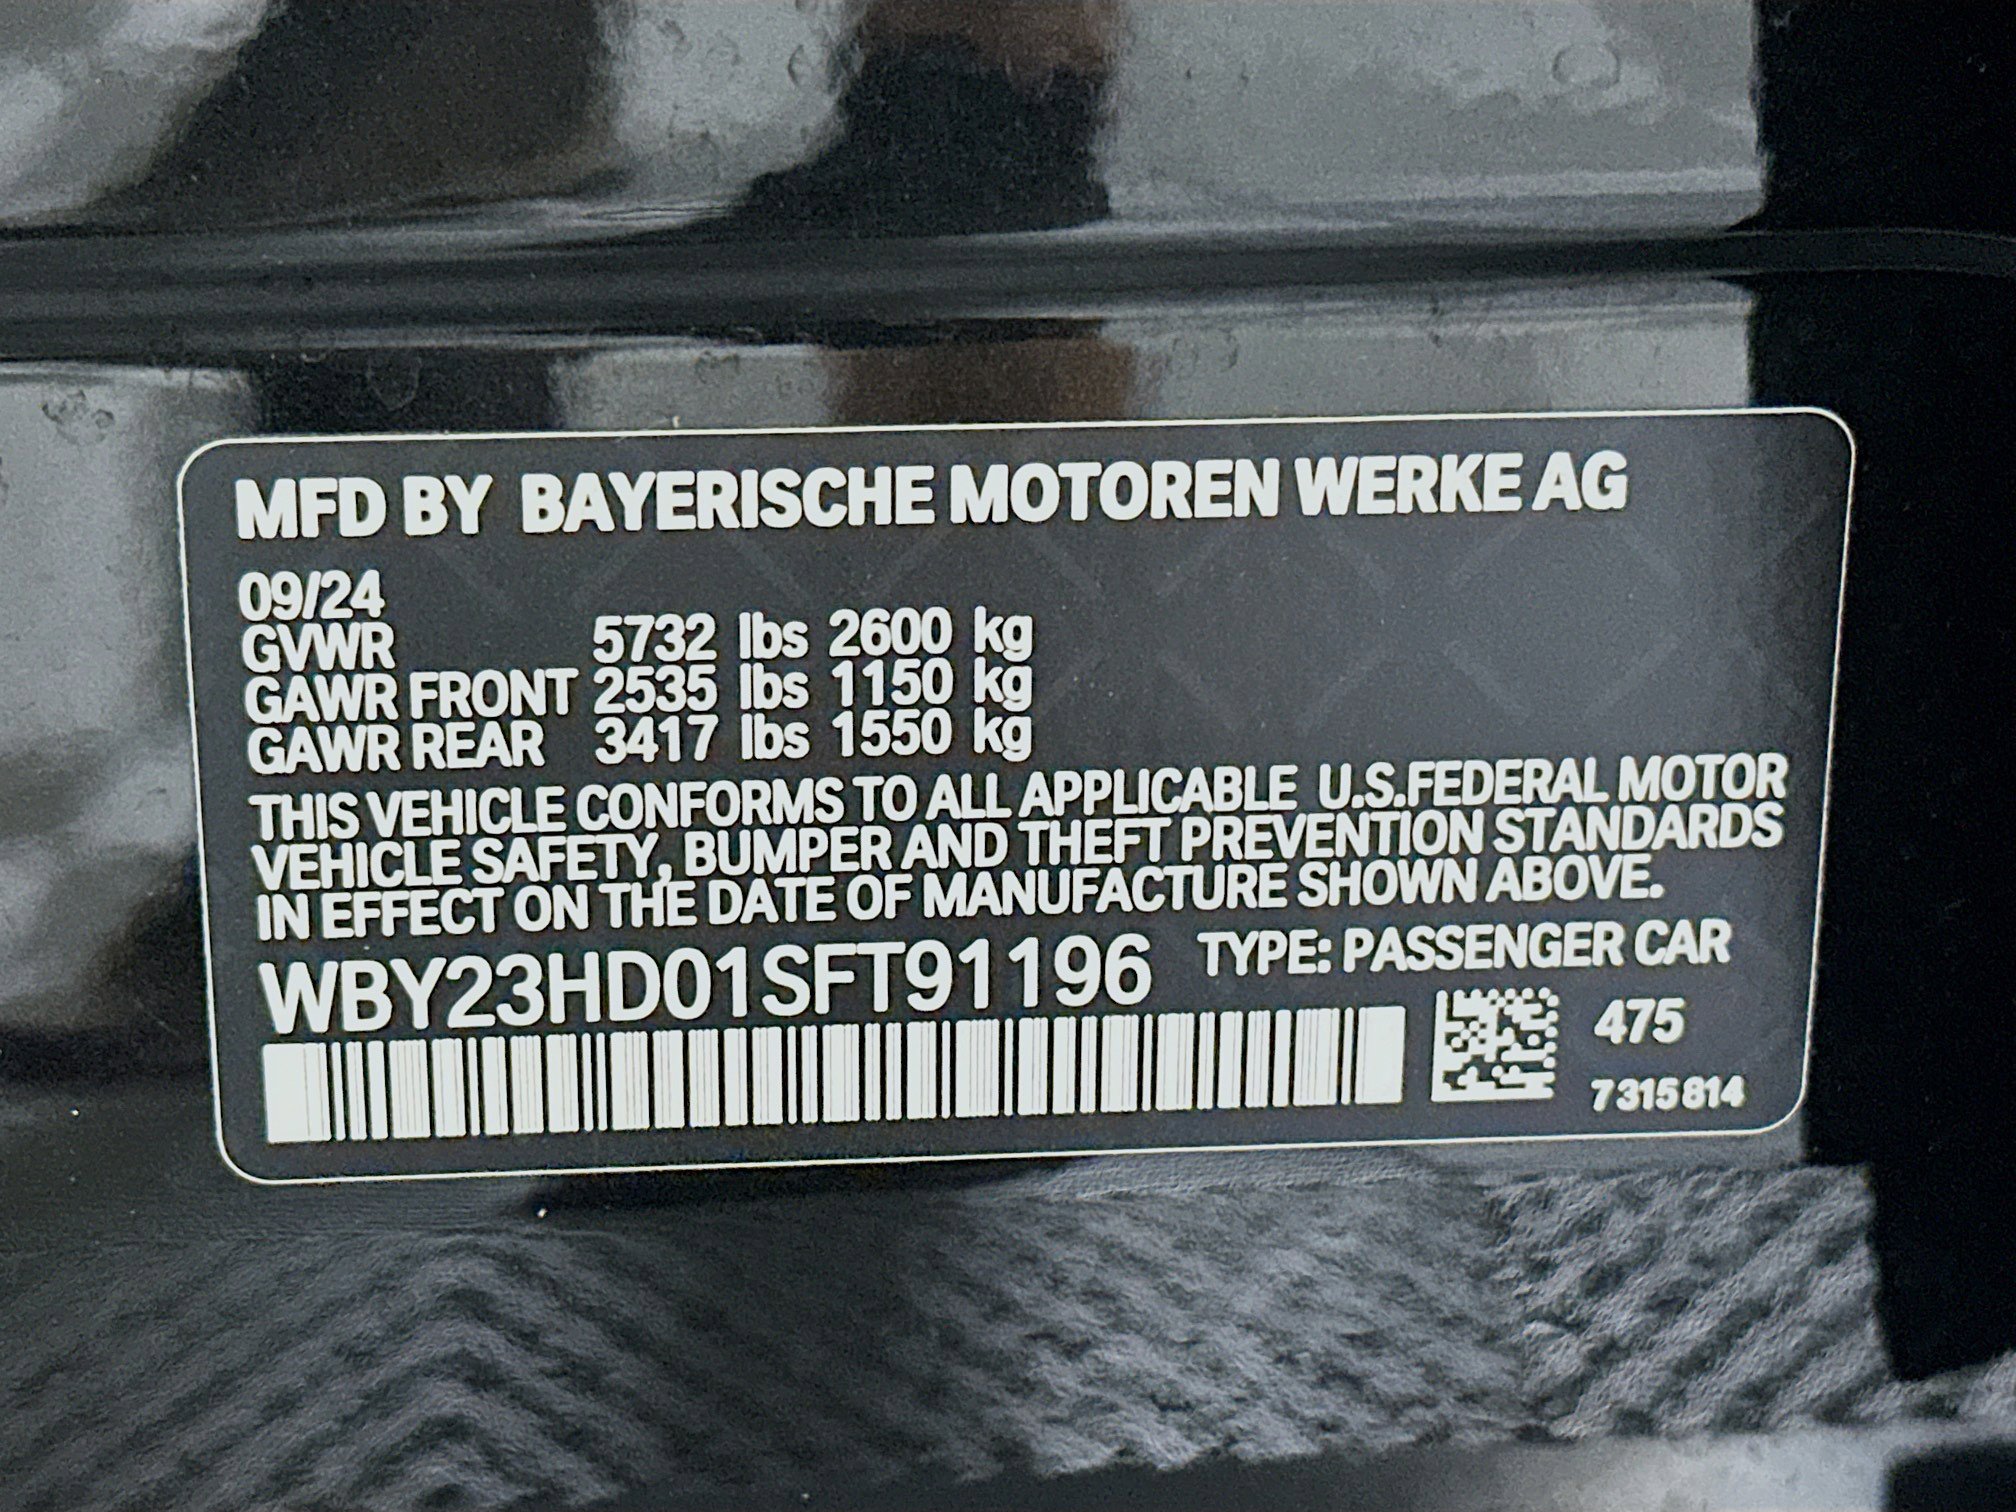 MFD BY BAYERISCHE MOTOREN WERKE AG
09/24
GVWR 5732 lbs 2600 kg
GAWR FRONT 2535 lbs 1150 kg
GAWR REAR 3417 lbs 1550 kg
THIS VEHICLE CONFORMS TO ALL APPLICABLE U.S.FEDERAL MOTOR
VEHICLE SAFETY, BUMPER AND THEFT PREVENTION STANDARDS
IN EFFECT ON THE DATE OF MANUFACTURE SHOWN ABOVE.
WBY23HD01SFT91196 TYPE: PASSENGER CAR
475
7315814